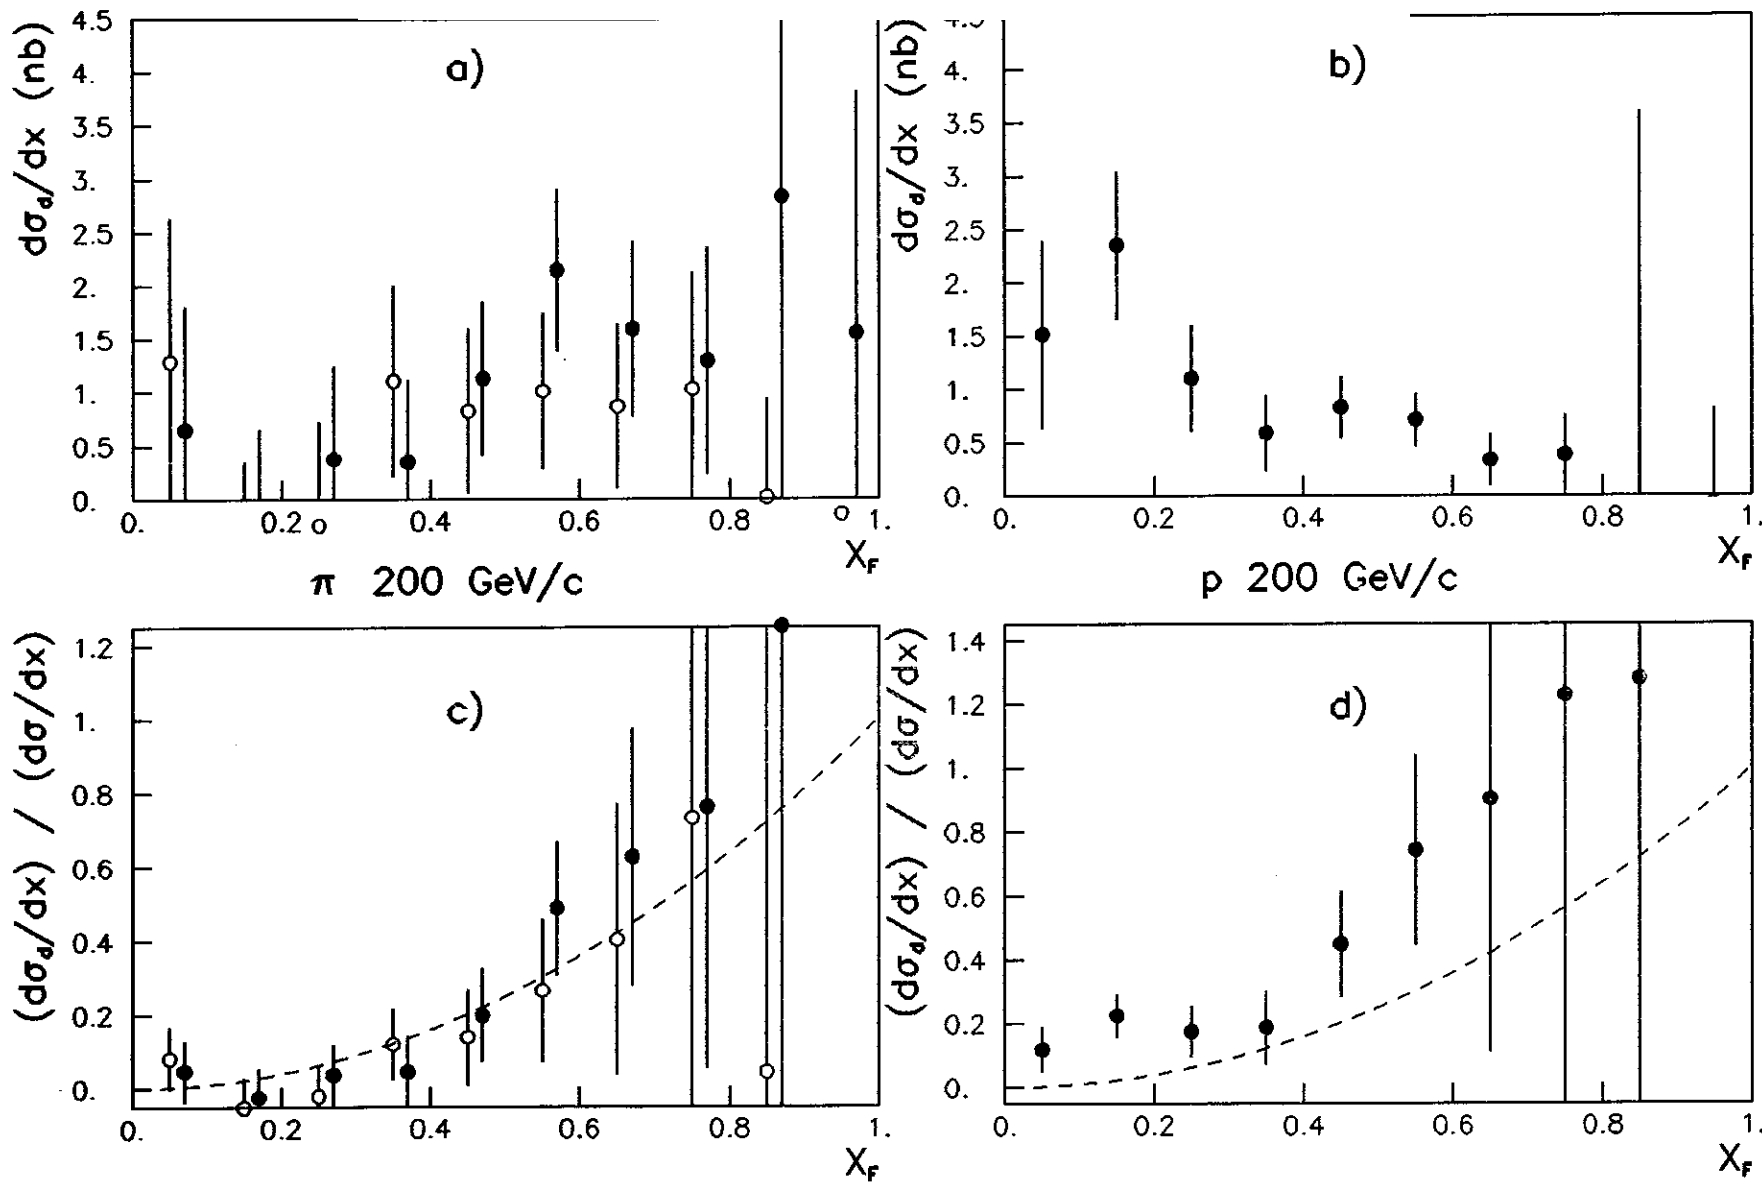 4.5
4.
3.5
3.
2.5
2.
1.5
1.
0.5
0.
dσd/dx (nb)
a)
0. 0.2 0.4 0.6 0.8 1.
XF
π 200 GeV/c
4.5
4.
3.5
3.
2.5
2.
1.5
1.
0.5
0.
dσd/dx (nb)
b)
0. 0.2 0.4 0.6 0.8 1.
XF
p 200 GeV/c
1.2
1.
0.8
0.6
0.4
0.2
0.
(dσd/dx) / (dσ/dx)
c)
0. 0.2 0.4 0.6 0.8 1.
XF
1.4
1.2
1.
0.8
0.6
0.4
0.2
0.
(dσd/dx) / (dσ/dx)
d)
0. 0.2 0.4 0.6 0.8 1.
XF